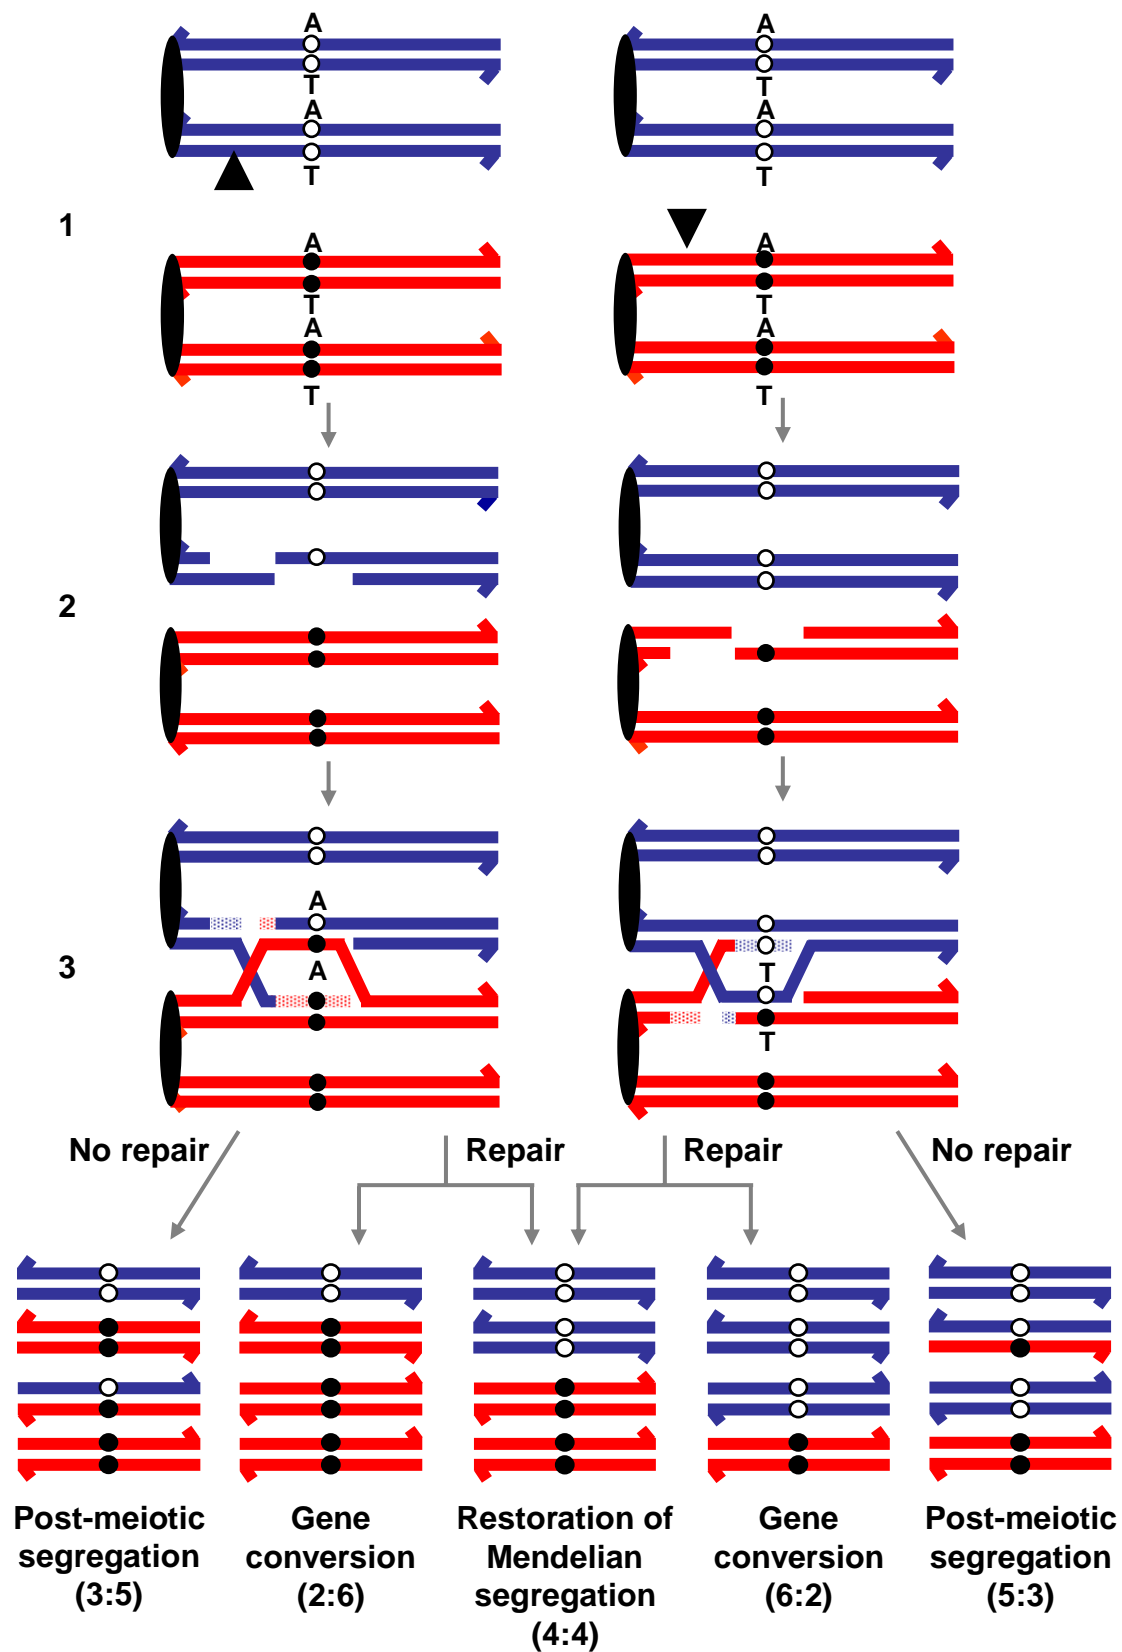 A A
T T
A A
T T
1
A A
T T
A A
T T
2
A
3
A T
T
No repair Repair Repair No repair
Post-meiotic segregation (3:5)
Gene conversion (2:6)
Restoration of Mendelian segregation (4:4)
Gene conversion (6:2)
Post-meiotic segregation (5:3)